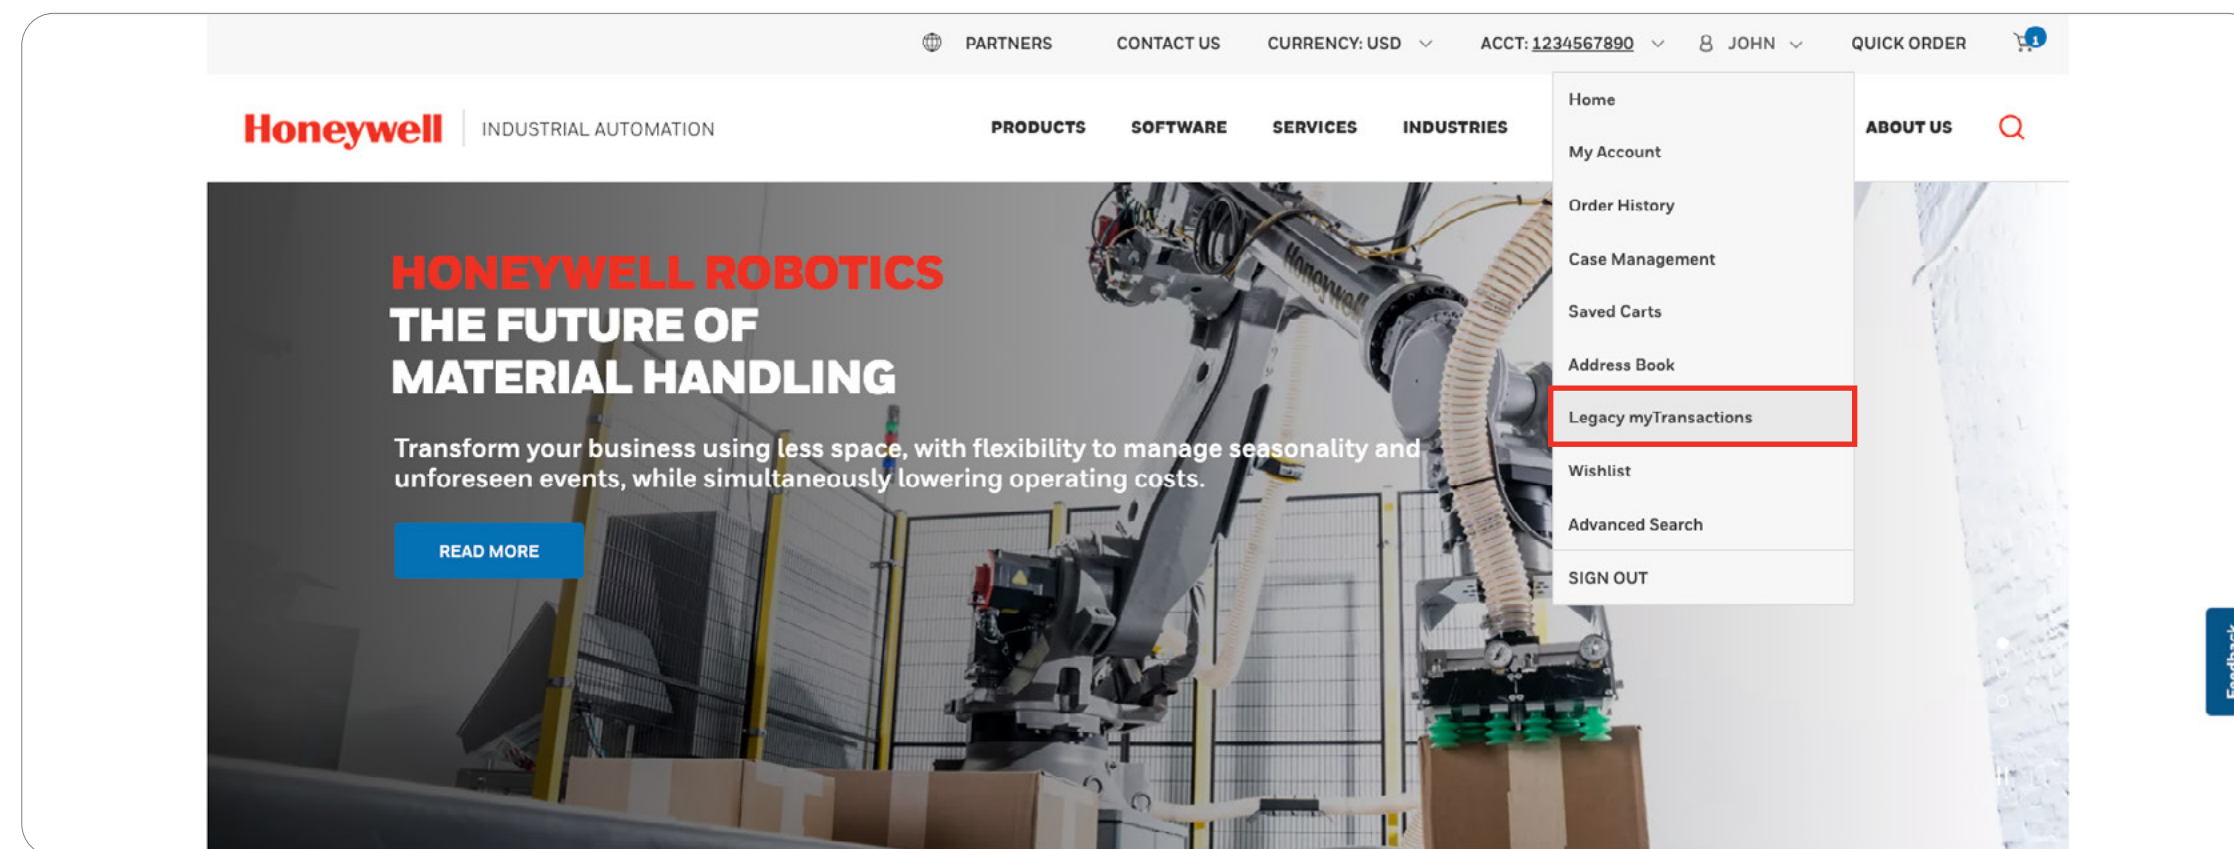 PARTNERS CONTACT US CURRENCY: USD ACCT: 1234567890 JOHN QUICK ORDER 1
Honeywell INDUSTRIAL AUTOMATION PRODUCTS SOFTWARE SERVICES INDUSTRIES ABOUT US
Home
My Account
Order History
Case Management
Saved Carts
Address Book
Legacy myTransactions
Wishlist
Advanced Search
SIGN OUT
HONEYWELL ROBOTICS
THE FUTURE OF
MATERIAL HANDLING
Transform your business using less space, with flexibility to manage seasonality and
unforeseen events, while simultaneously lowering operating costs.
READ MORE
Honeywell
Feedback